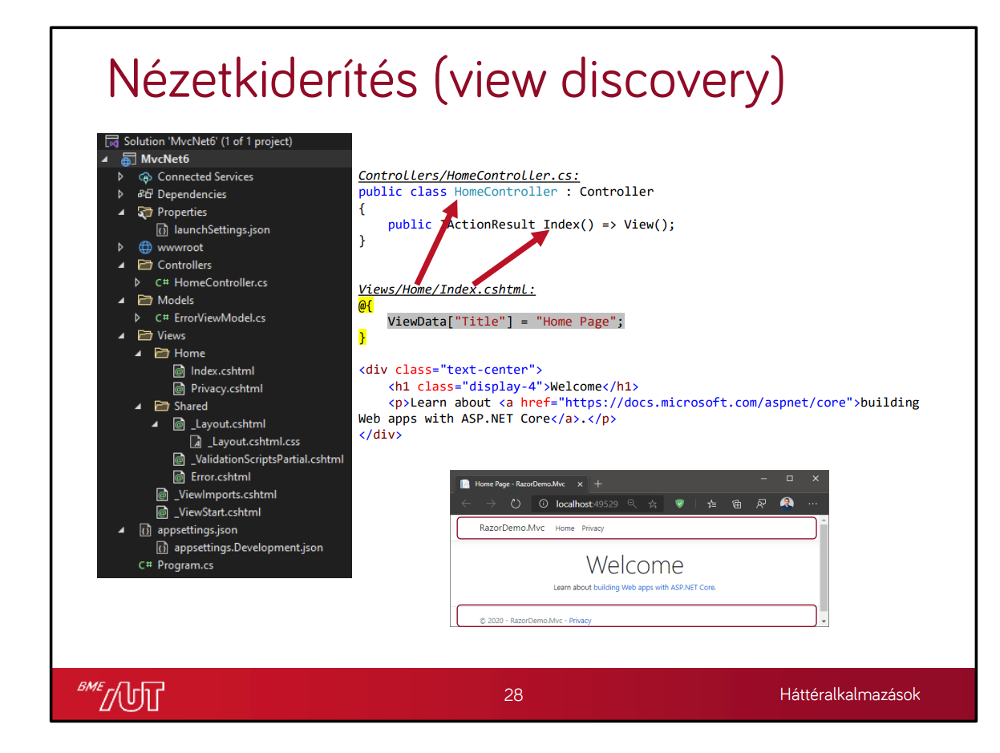 Nézetkiderítés (view discovery)
Solution 'MvcNet6' (1 of 1 project)
MvcNet6
Connected Services
Dependencies
Properties
launchSettings.json
wwwroot
Controllers
C# HomeController.cs
Models
C# ErrorViewModel.cs
Views
Home
Index.cshtml
Privacy.cshtml
Shared
_Layout.cshtml
_Layout.cshtml.css
_ValidationScriptsPartial.cshtml
Error.cshtml
_ViewImports.cshtml
_ViewStart.cshtml
appsettings.json
appsettings.Development.json
C# Program.cs
Controllers/HomeController.cs:
public class HomeController : Controller
{
public IActionResult Index() => View();
}
Views/Home/Index.cshtml:
@{
ViewData["Title"] = "Home Page";
}
<div class="text-center">
<h1 class="display-4">Welcome</h1>
<p>Learn about <a href="https://docs.microsoft.com/aspnet/core">building
Web apps with ASP.NET Core</a>.</p>
</div>
Home Page - RazorDemo.Mvc
localhost:49529
RazorDemo.Mvc Home Privacy
Welcome
Learn about building Web apps with ASP.NET Core.
© 2020 - RazorDemo.Mvc - Privacy
BME AUT
28
Háttéralkalmazások